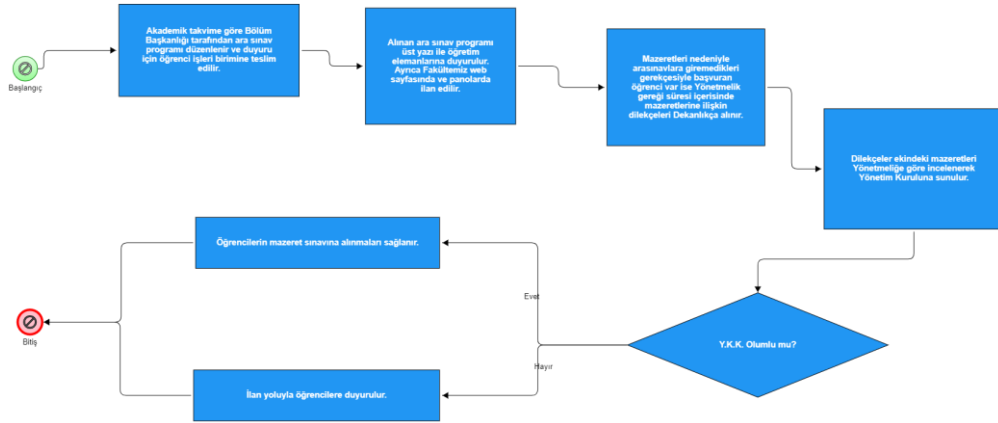 Başlangıç
Akademik takvime göre Bölüm
Başkanlığı tarafından ara sınav
programı düzenlenir ve duyuru
için öğrenci işleri birimine teslim
edilir.
Alınan ara sınav programı
üst yazı ile öğretim
elemanlarına duyurulur.
Ayrıca Fakültemiz web
sayfasında ve panolarda
ilan edilir.
Mazeretleri nedeniyle
arasınavlara giremedikleri
gerekçesiyle başvuran
öğrenci var ise Yönetmelik
gereği süresi içerisinde
mazeretlerine ilişkin
dilekçeleri Dekanlıkça alınır.
Dilekçeler ekindeki mazeretleri
Yönetmeliğe göre incelenerek
Yönetim Kuruluna sunulur.
Y.K.K. Olumlu mu?
Evet
Öğrencilerin mazeret sınavına alınmaları sağlanır.
Hayır
İlan yoluyla öğrencilere duyurulur.
Bitiş